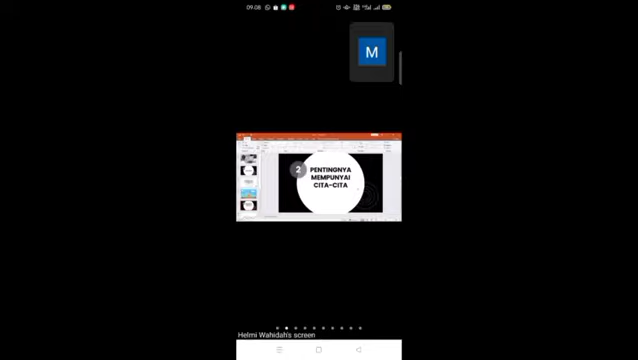 09.08
M
2
PENTINGNYA
MEMPUNYAI
CITA-CITA
Helmi Wahidah's screen